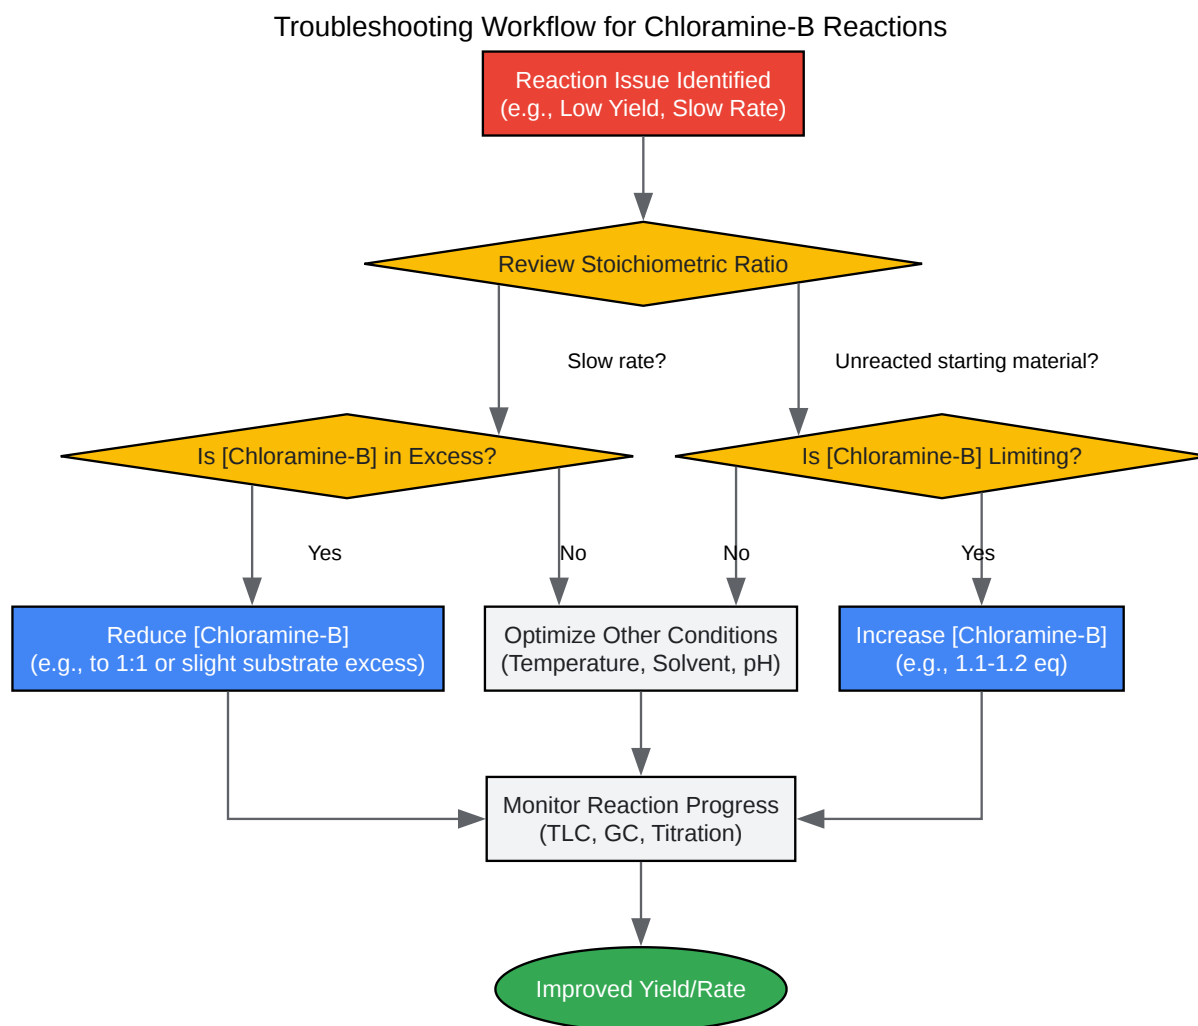 Troubleshooting Workflow for Chloramine-B Reactions
Reaction Issue Identified
(e.g., Low Yield, Slow Rate)
Review Stoichiometric Ratio
Slow rate?
Unreacted starting material?
Is [Chloramine-B] in Excess?
Is [Chloramine-B] Limiting?
Yes
No
No
Yes
Reduce [Chloramine-B]
(e.g., to 1:1 or slight substrate excess)
Optimize Other Conditions
(Temperature, Solvent, pH)
Increase [Chloramine-B]
(e.g., 1.1-1.2 eq)
Monitor Reaction Progress
(TLC, GC, Titration)
Improved Yield/Rate